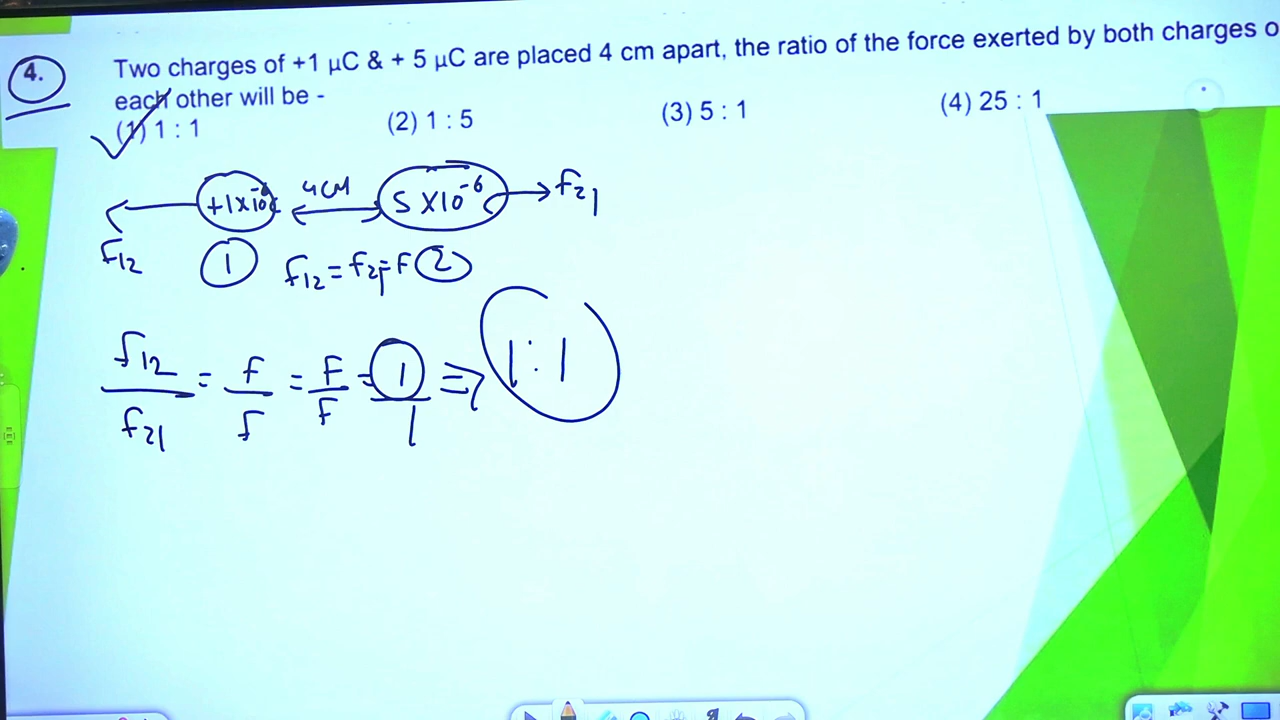 4.
Two charges of +1 μC & + 5 μC are placed 4 cm apart, the ratio of the force exerted by both charges o
each other will be -
(1) 1 : 1 (2) 1 : 5 (3) 5 : 1 (4) 25 : 1
+1×10⁻⁶C 4CM 5×10⁻⁶C f₂₁
F₁₂ 1 f₁₂=f₂₁=F 2
f₁₂/f₂₁ = f/f = F/F = 1/1 ⇒ 1:1